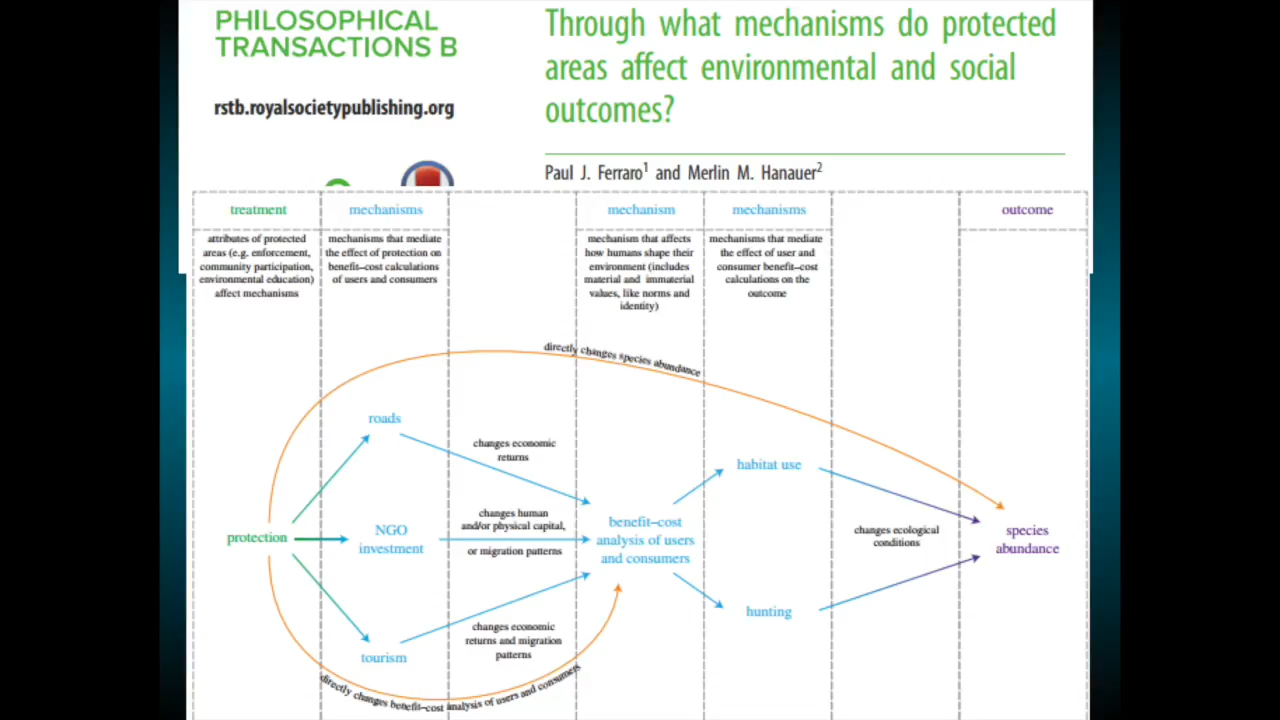 PHILOSOPHICAL
TRANSACTIONS B
rstb.royalsocietypublishing.org
Through what mechanisms do protected
areas affect environmental and social
outcomes?
Paul J. Ferraro1 and Merlin M. Hanauer2
treatment
mechanisms
mechanism
mechanisms
outcome
attributes of protected
areas (e.g. enforcement,
community participation,
environmental education)
affect mechanisms
mechanisms that mediate
the effect of protection on
benefit–cost calculations
of users and consumers
mechanism that affects
how humans shape their
environment (includes
material and immaterial
values, like norms and
identity)
mechanisms that mediate
the effect of user and
consumer benefit–cost
calculations on the
outcome
directly changes species abundance
roads
changes economic
returns
habitat use
protection
NGO
investment
changes human
and/or physical capital,
or migration patterns
benefit–cost
analysis of users
and consumers
changes ecological
conditions
species
abundance
hunting
tourism
changes economic
returns and migration
patterns
directly changes benefit–cost analysis of users and consumers